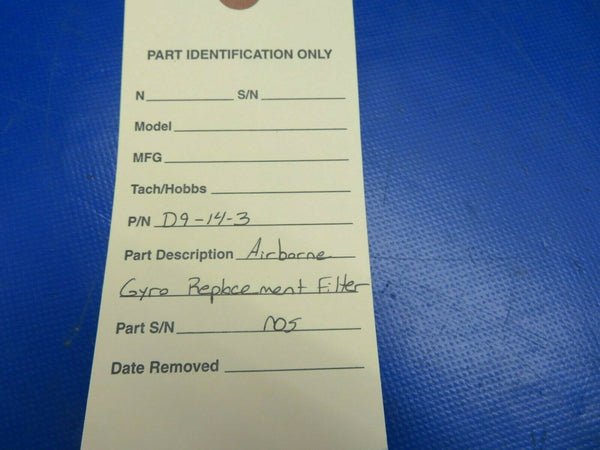 PART IDENTIFICATION ONLY
N S/N
Model
MFG
Tach/Hobbs
P/N D9-14-3
Part Description Airborne
Gyro Replacement Filter
Part S/N NOS
Date Removed